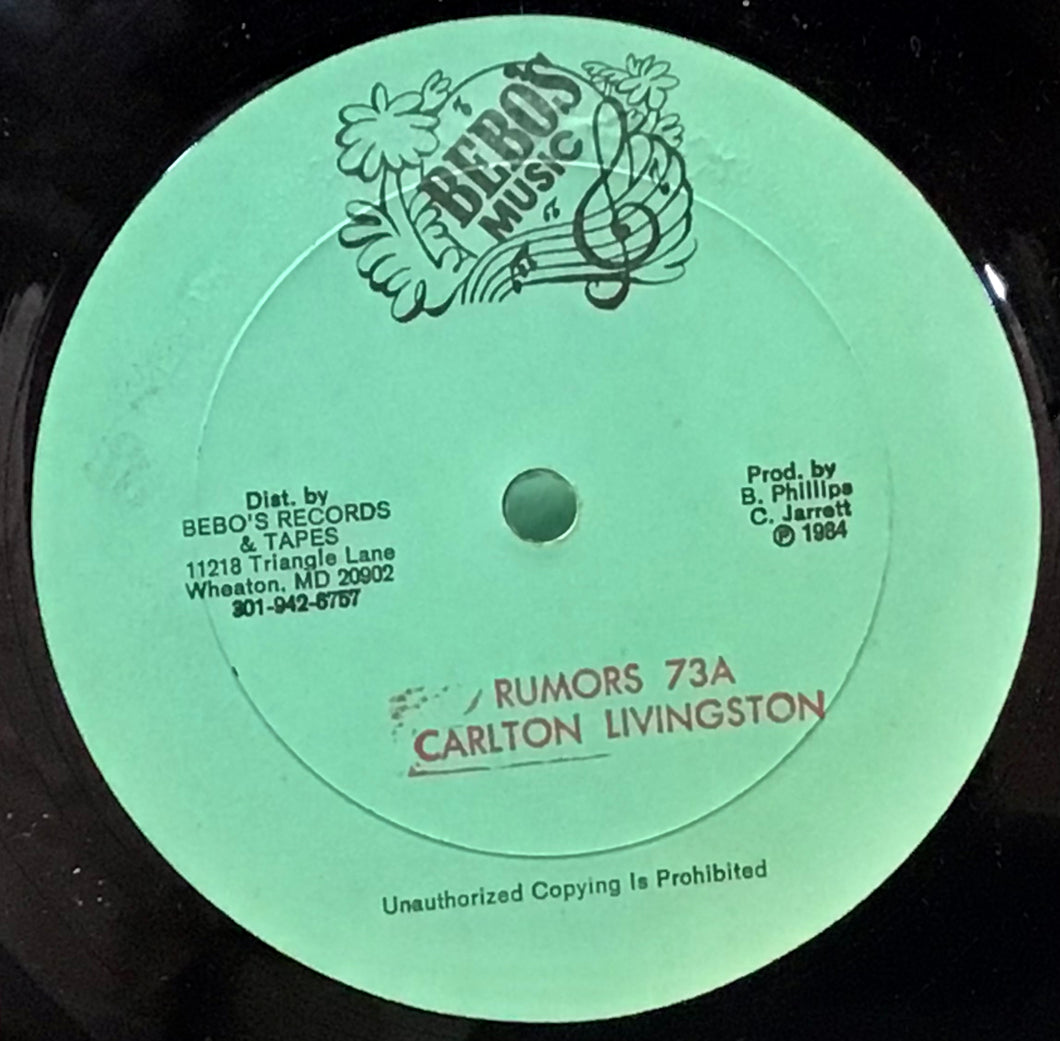 BEBO'S
MUSIC
Dist. by
BEBO'S RECORDS
& TAPES
11218 Triangle Lane
Wheaton, MD 20902
301-942-6757
Prod. by
B. Phillips
C. Jarrett
Ⓟ 1984
RUMORS 73A
CARLTON LIVINGSTON
Unauthorized Copying Is Prohibited